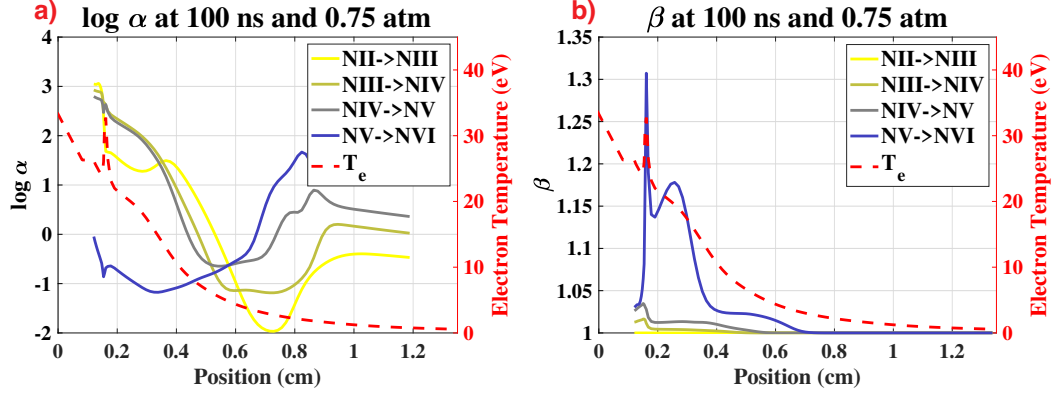 a)
log α at 100 ns and 0.75 atm
4
3
2
1
0
-1
-2
log α
0
0.2
0.4
0.6
0.8
1
1.2
Position (cm)
40
30
20
10
0
Electron Temperature (eV)
NII->NIII
NIII->NIV
NIV->NV
NV->NVI
T_e
b)
β at 100 ns and 0.75 atm
1.35
1.3
1.25
1.2
1.15
1.1
1.05
1
β
0
0.2
0.4
0.6
0.8
1
1.2
Position (cm)
40
30
20
10
0
Electron Temperature (eV)
NII->NIII
NIII->NIV
NIV->NV
NV->NVI
T_e